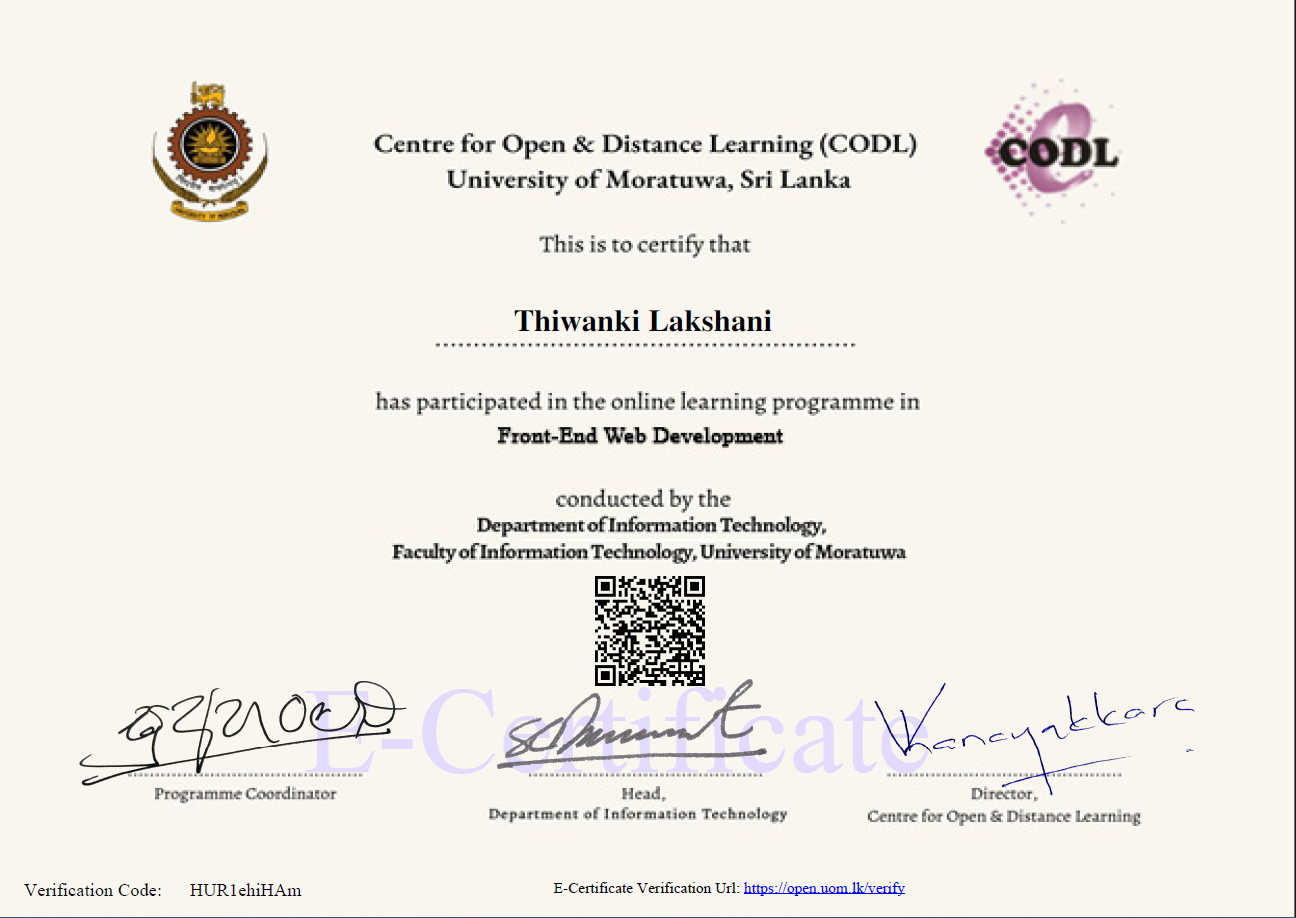 Centre for Open & Distance Learning (CODL)
University of Moratuwa, Sri Lanka
CODL
UNIVERSITY OF MORATUWA
This is to certify that
Thiwanki Lakshani
has participated in the online learning programme in
Front-End Web Development
conducted by the
Department of Information Technology,
Faculty of Information Technology, University of Moratuwa
E-Certificate
Programme Coordinator
Head,
Department of Information Technology
Director,
Centre for Open & Distance Learning
Verification Code: HUR1ehiHAm
E-Certificate Verification Url: https://open.uom.lk/verify